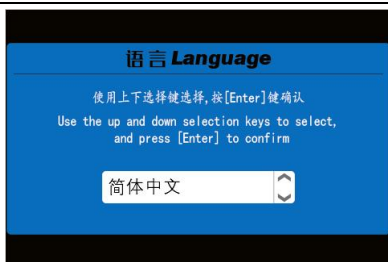 语言 Language
使用上下选择键选择,按[Enter]键确认
Use the up and down selection keys to select,
and press [Enter] to confirm
简体中文